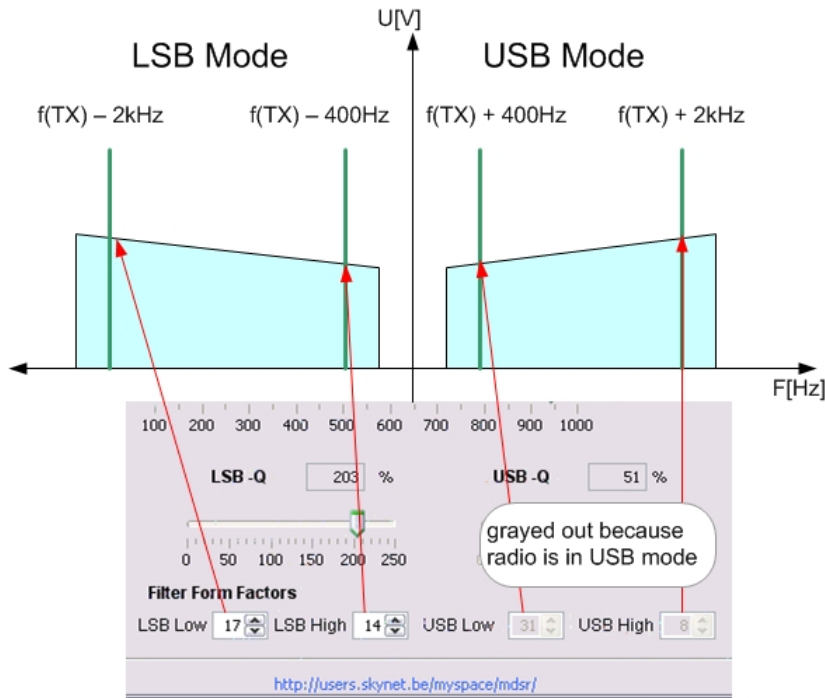 U[V]
LSB Mode
USB Mode
f(TX) – 2kHz
f(TX) – 400Hz
f(TX) + 400Hz
f(TX) + 2kHz
F[Hz]
100 200 300 400 500 600 700 800 900 1000
LSB -Q 203 %
USB -Q 51 %
grayed out because
radio is in USB mode
0 50 100 150 200 250
Filter Form Factors
LSB Low 17 LSB High 14 USB Low 31 USB High 8
http://users.skynet.be/myspace/mdsr/